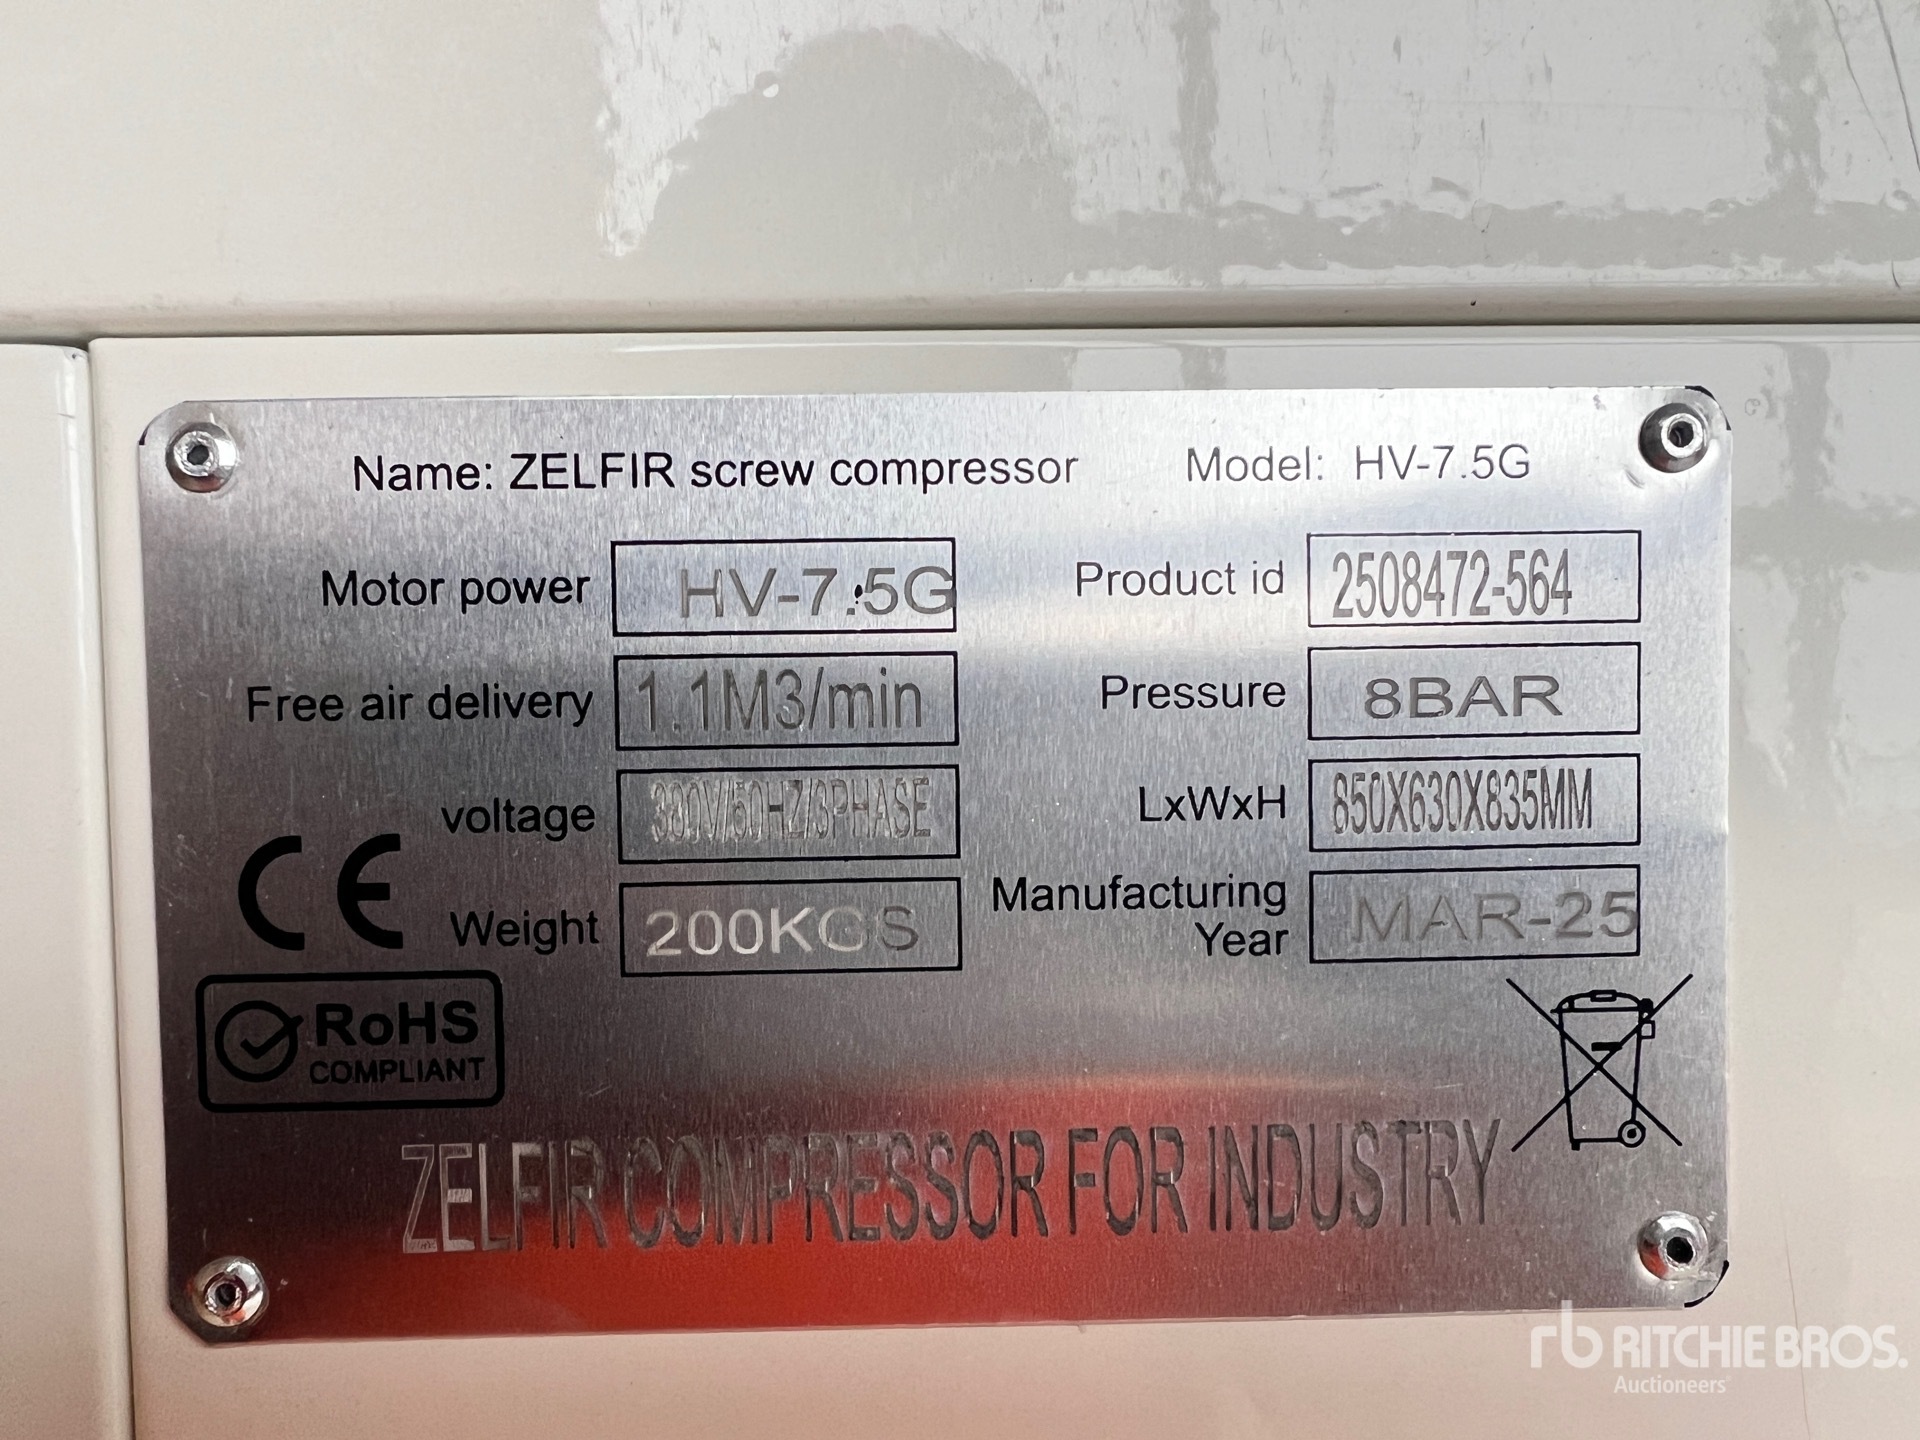 Name: ZELFIR screw compressor Model: HV-7.5G
Motor power HV-7.5G Product id 2508472-564
Free air delivery 1.1M3/min Pressure 8BAR
voltage 380V/50HZ/3PHASE LxWxH 850X630X835MM
Weight 200KGS Manufacturing Year MAR-25
CE
RoHS
COMPLIANT
ZELFIR COMPRESSOR FOR INDUSTRY
rb RITCHIE BROS.
Auctioneers